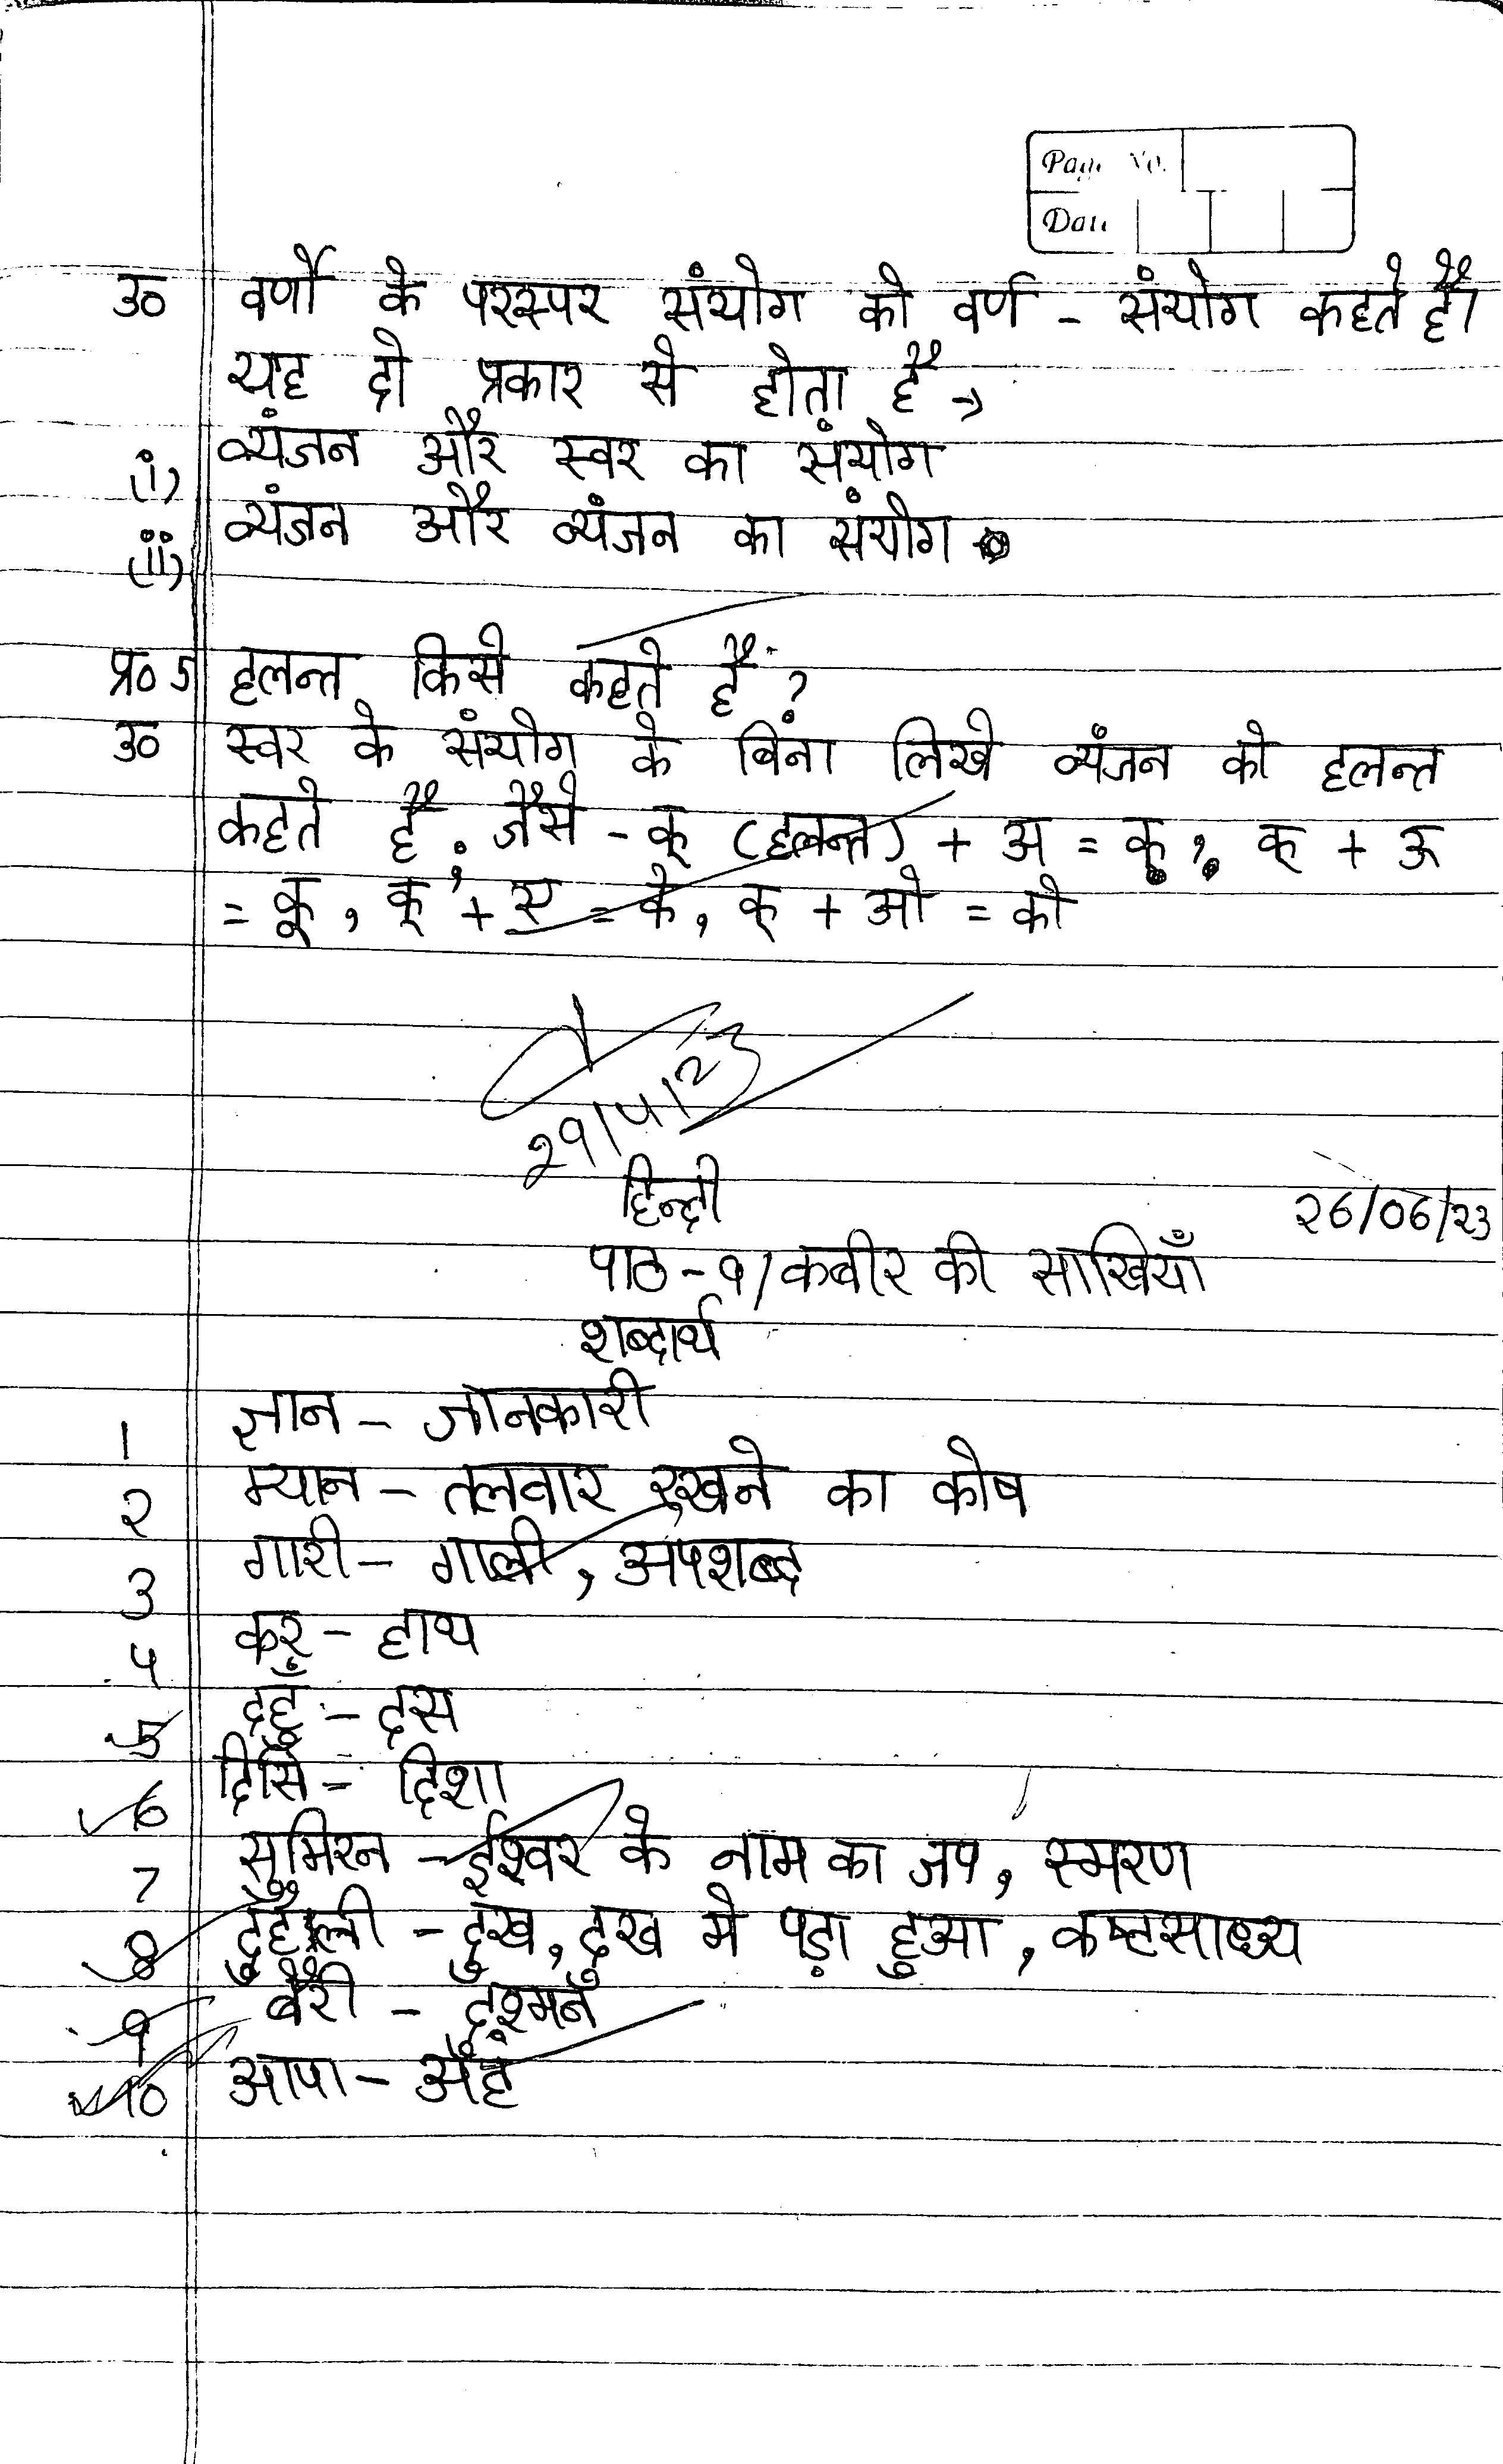 Page No.
Date
उ० वर्णों के परस्पर संयोग को वर्ण - संयोग कहते हैं।
यह दो प्रकार से होता है →
(i) व्यंजन और स्वर का संयोग
(ii) व्यंजन और व्यंजन का संयोग
प्र० 5 हलन्त किसे कहते हैं ?
उ० स्वर के संयोग के बिना लिखे व्यंजन को हलन्त
कहते हैं. जैसे - क् (हलन्त) + अ = क, क् + ऊ
= कू, क् + ए = के, क् + ओ = को
29/4/23
हिन्दी 26/06/23
पाठ - 9/ कबीर की साखियाँ
शब्दार्थ
1 ज्ञान - जानकारी
2 म्यान - तलवार रखने का कोष
3 गारी - गाली, अपशब्द
4 कर - हाथ
5 दहुँ - दस
6 दिसि - दिशा
7 सुमिरन - ईश्वर के नाम का जप, स्मरण
8 दुहेली - दुख, दुख मे पड़ा हुआ, कष्टसाध्य
9 बैरी - दुश्मन
10 आपा - अहं